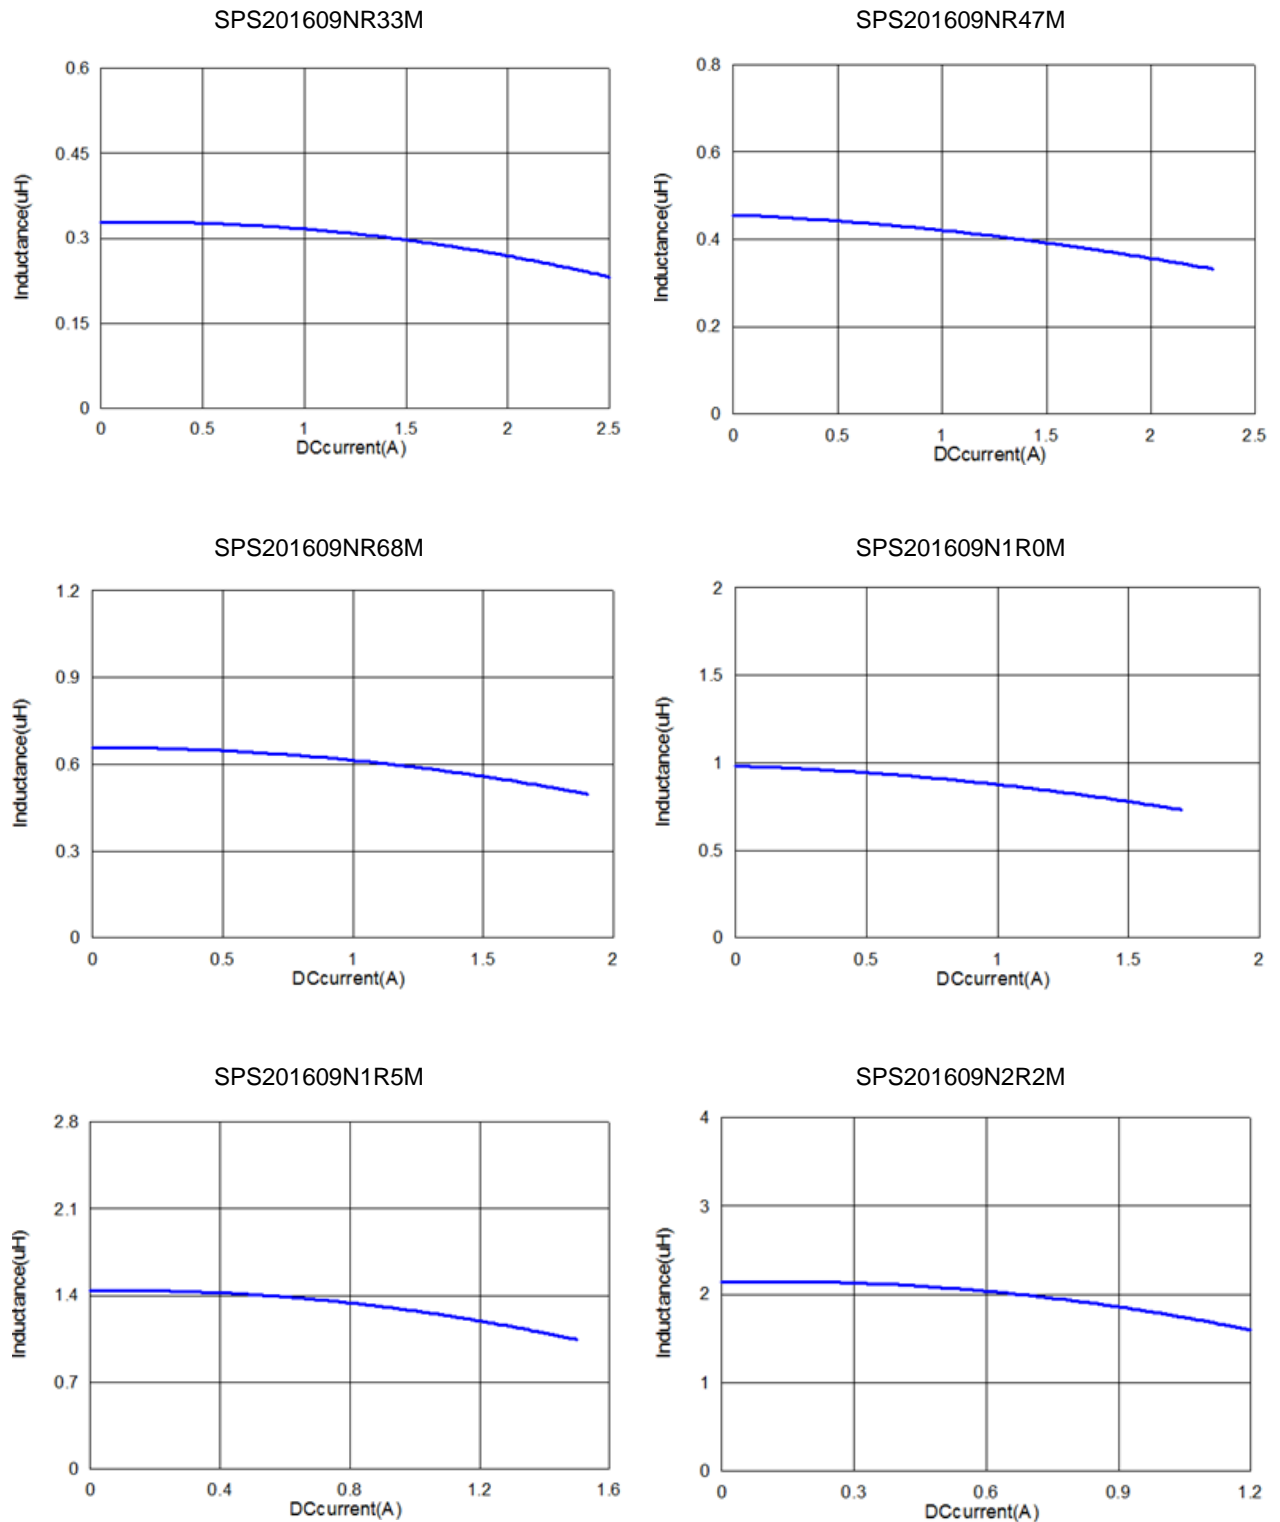 SPS201609NR33M
0.6
0.45
0.3
0.15
0
Inductance(uH)
0 0.5 1 1.5 2 2.5
DCcurrent(A)
SPS201609NR47M
0.8
0.6
0.4
0.2
0
Inductance(uH)
0 0.5 1 1.5 2 2.5
DCcurrent(A)
SPS201609NR68M
1.2
0.9
0.6
0.3
0
Inductance(uH)
0 0.5 1 1.5 2
DCcurrent(A)
SPS201609N1R0M
2
1.5
1
0.5
0
Inductance(uH)
0 0.5 1 1.5 2
DCcurrent(A)
SPS201609N1R5M
2.8
2.1
1.4
0.7
0
Inductance(uH)
0 0.4 0.8 1.2 1.6
DCcurrent(A)
SPS201609N2R2M
4
3
2
1
0
Inductance(uH)
0 0.3 0.6 0.9 1.2
DCcurrent(A)